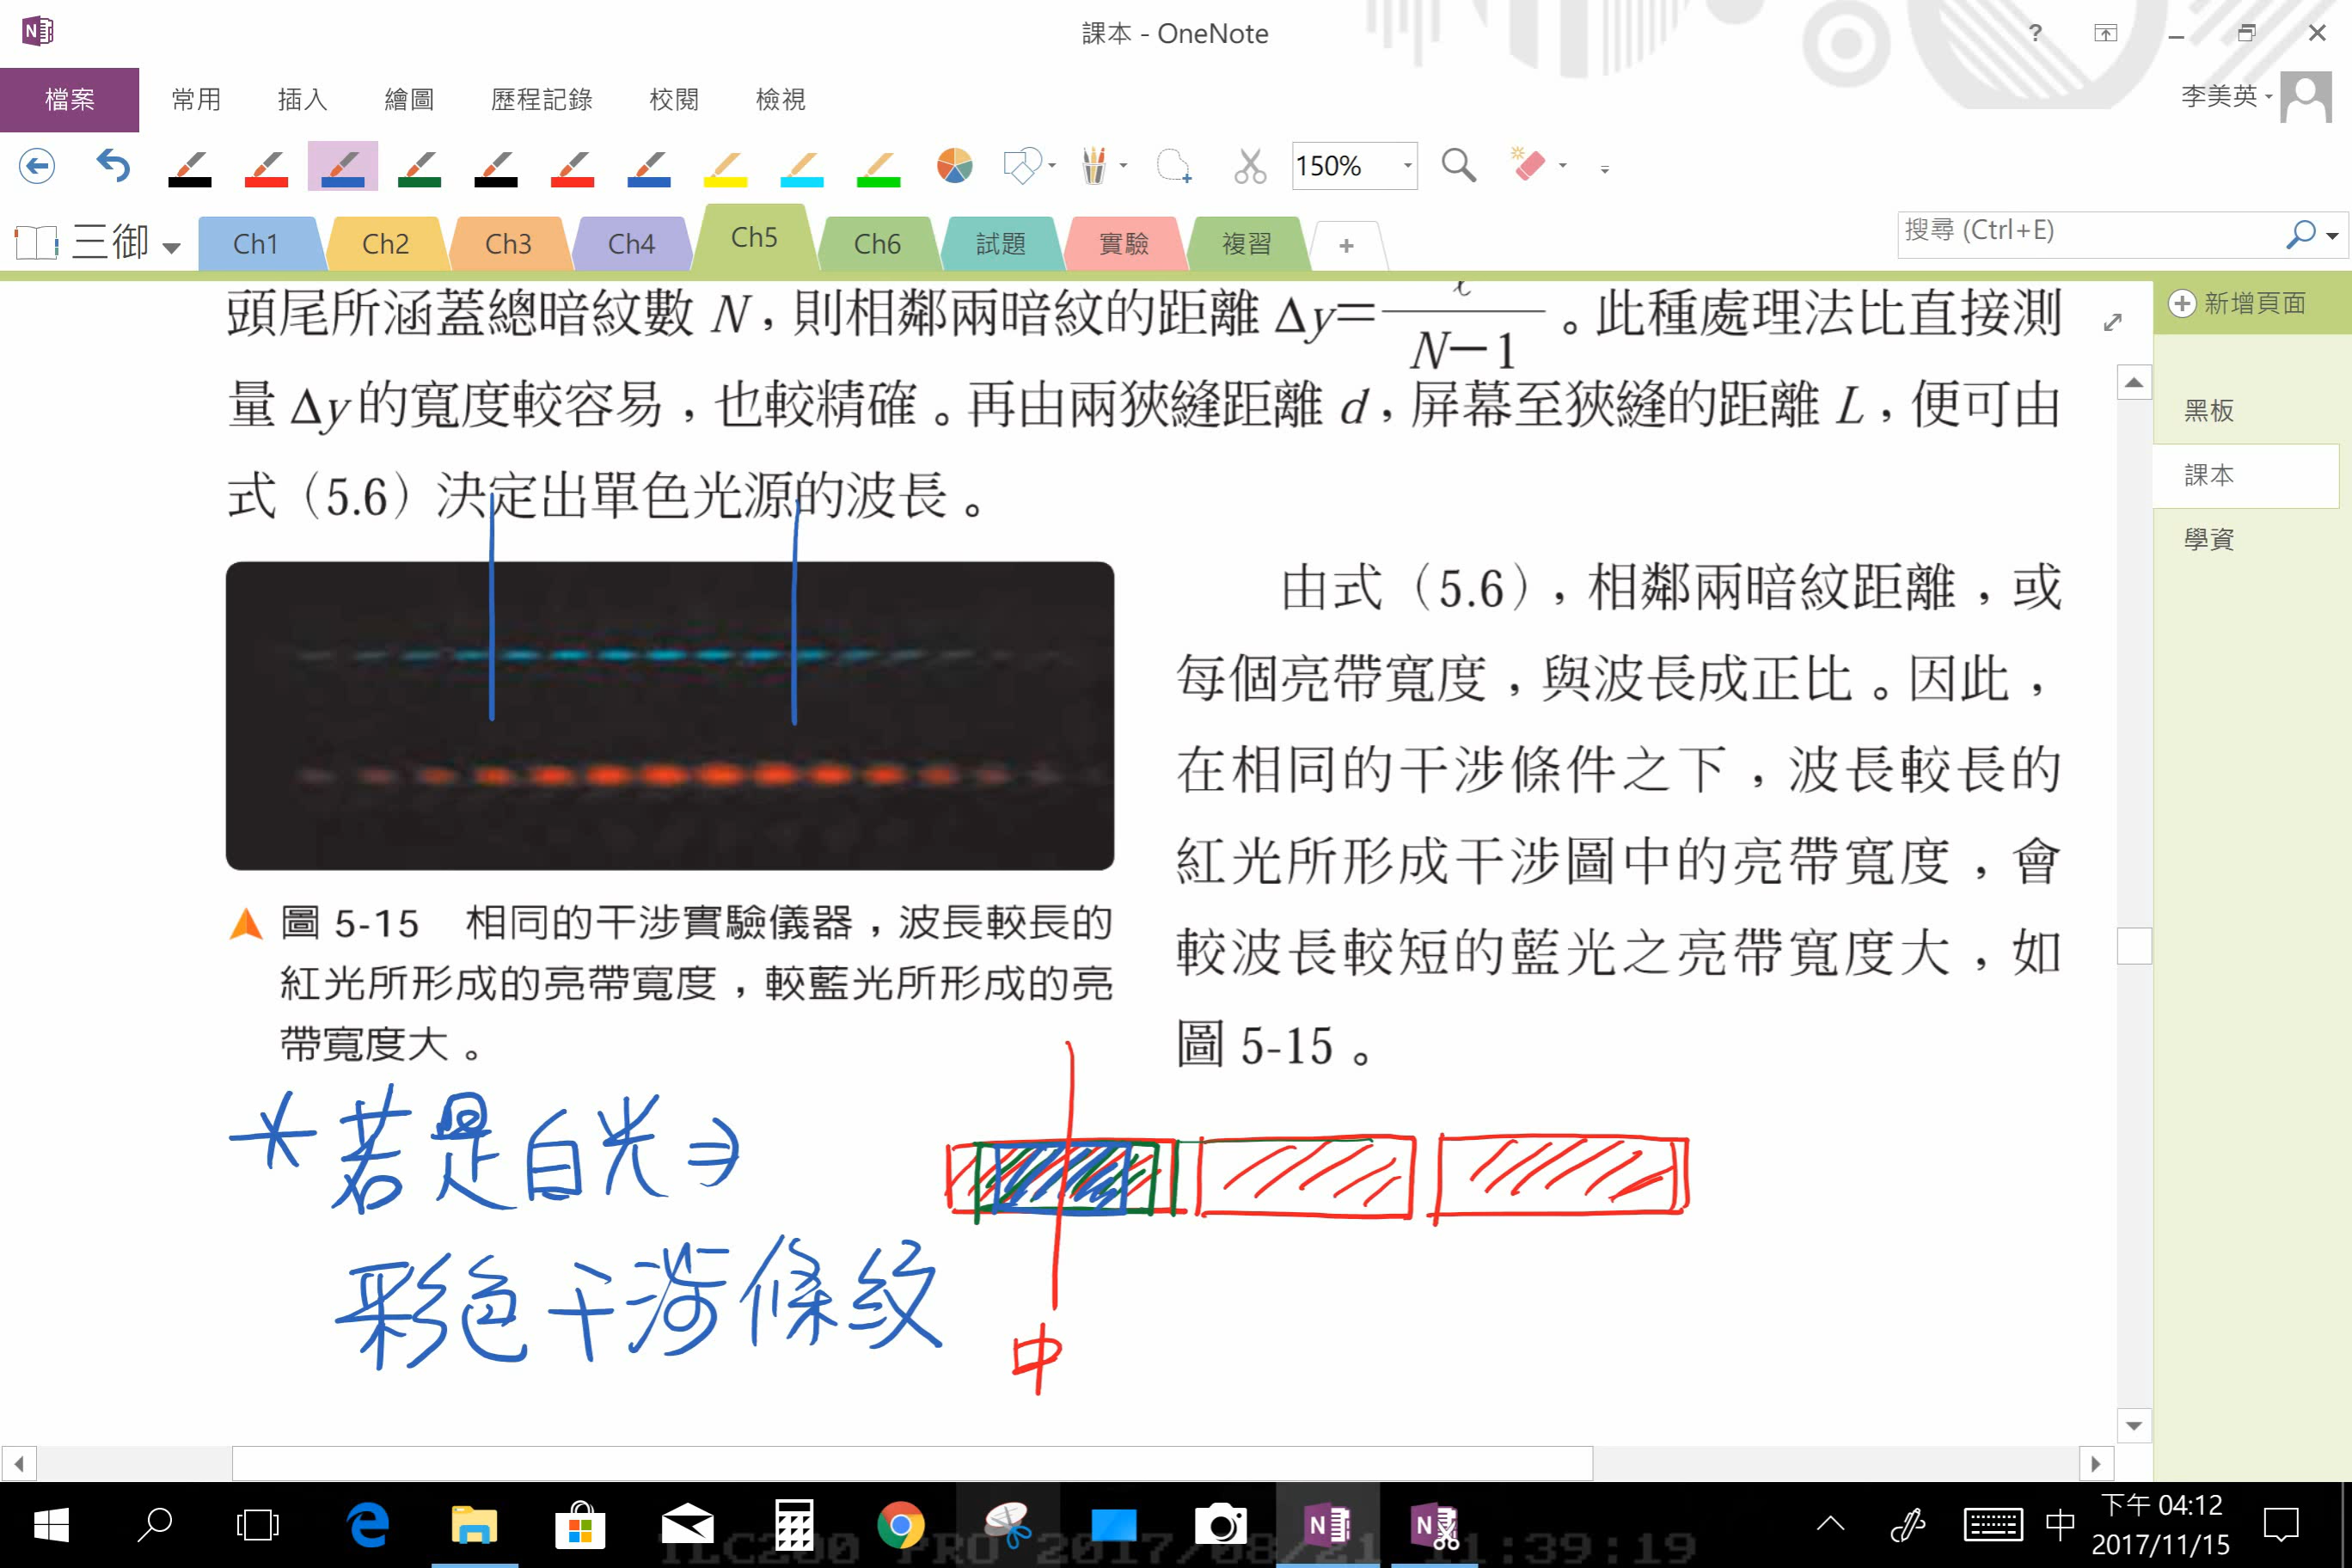 課本 - OneNote
?
檔案 常用 插入 繪圖 歷程記錄 校閱 檢視
李美英
150%
三御 Ch1 Ch2 Ch3 Ch4 Ch5 Ch6 試題 實驗 複習 +
搜尋 (Ctrl+E)
新增頁面
黑板
課本
學資
頭尾所涵蓋總暗紋數 N，則相鄰兩暗紋的距離 Δy＝ℓ/(N－1)。此種處理法比直接測
量 Δy的寬度較容易，也較精確。再由兩狹縫距離 d，屏幕至狹縫的距離 L，便可由
式（5.6）決定出單色光源的波長。
由式（5.6），相鄰兩暗紋距離，或
每個亮帶寬度，與波長成正比。因此，
在相同的干涉條件之下，波長較長的
紅光所形成干涉圖中的亮帶寬度，會
較波長較短的藍光之亮帶寬度大，如
圖 5-15。
圖 5-15 相同的干涉實驗儀器，波長較長的
紅光所形成的亮帶寬度，較藍光所形成的亮
帶寬度大。
*若是白光⇒
彩色干涉條紋
中
中
下午 04:12
2017/11/15
ILC200 PRO 2017/08/21 11:39:19